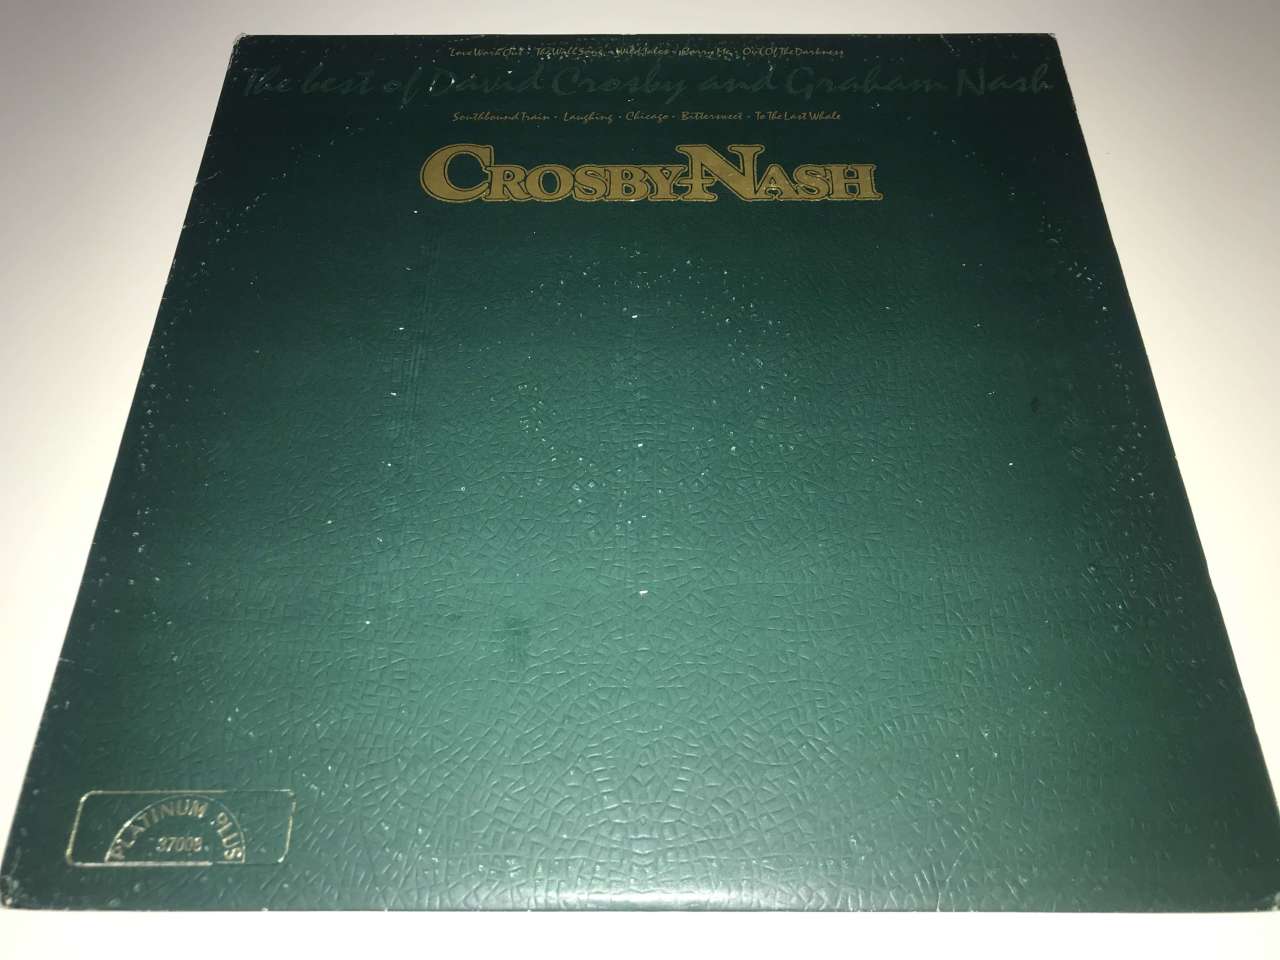 Love Work Out • The Wall Song • Wild Tales • Carry Me • Out Of The Darkness
The best of David Crosby and Graham Nash
Southbound Train • Laughing • Chicago • Bittersweet • To The Last Whale
CROSBY-NASH
PLATINUM PLUS
37008